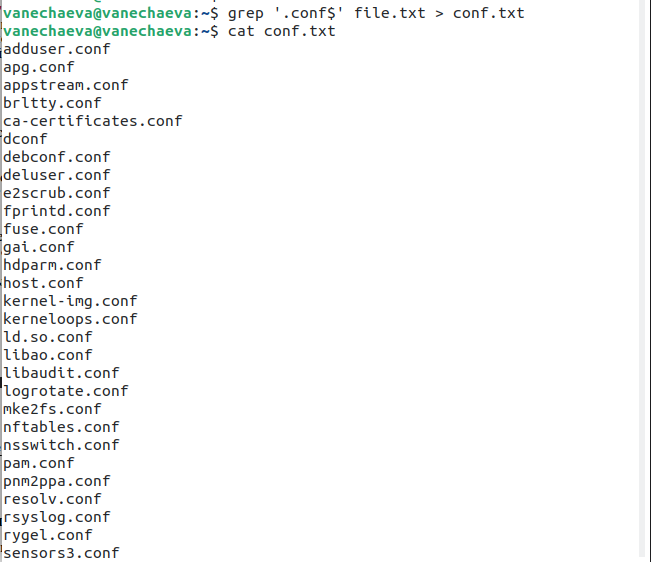 vanechaeva@vanechaeva:~$ grep '.conf$' file.txt > conf.txt
vanechaeva@vanechaeva:~$ cat conf.txt
adduser.conf
apg.conf
appstream.conf
brltty.conf
ca-certificates.conf
dconf
debconf.conf
deluser.conf
e2scrub.conf
fprintd.conf
fuse.conf
gai.conf
hdparm.conf
host.conf
kernel-img.conf
kerneloops.conf
ld.so.conf
libao.conf
libaudit.conf
logrotate.conf
mke2fs.conf
nftables.conf
nsswitch.conf
pam.conf
pnm2ppa.conf
resolv.conf
rsyslog.conf
rygel.conf
sensors3.conf